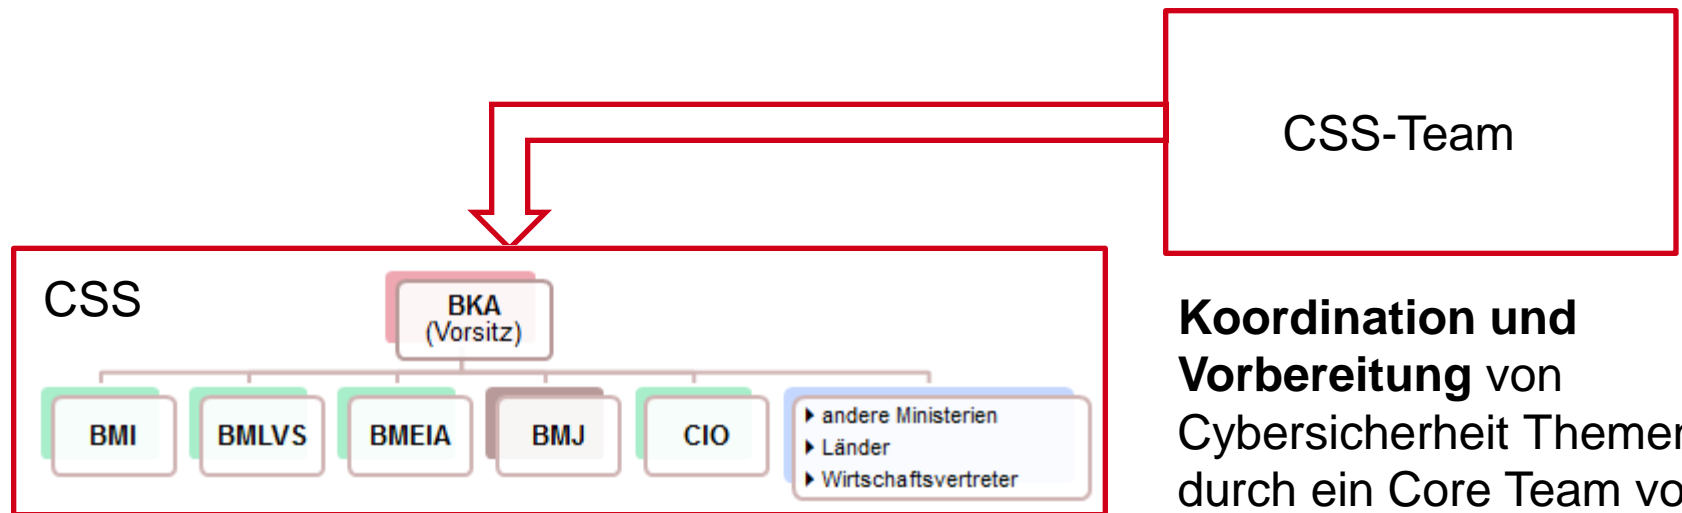 CSS-Team
CSS
BKA
(Vorsitz)
BMI
BMLVS
BMEIA
BMJ
CIO
andere Ministerien
Länder
Wirtschaftsvertreter
Koordination und
Vorbereitung von
Cybersicherheit Themen
durch ein Core Team